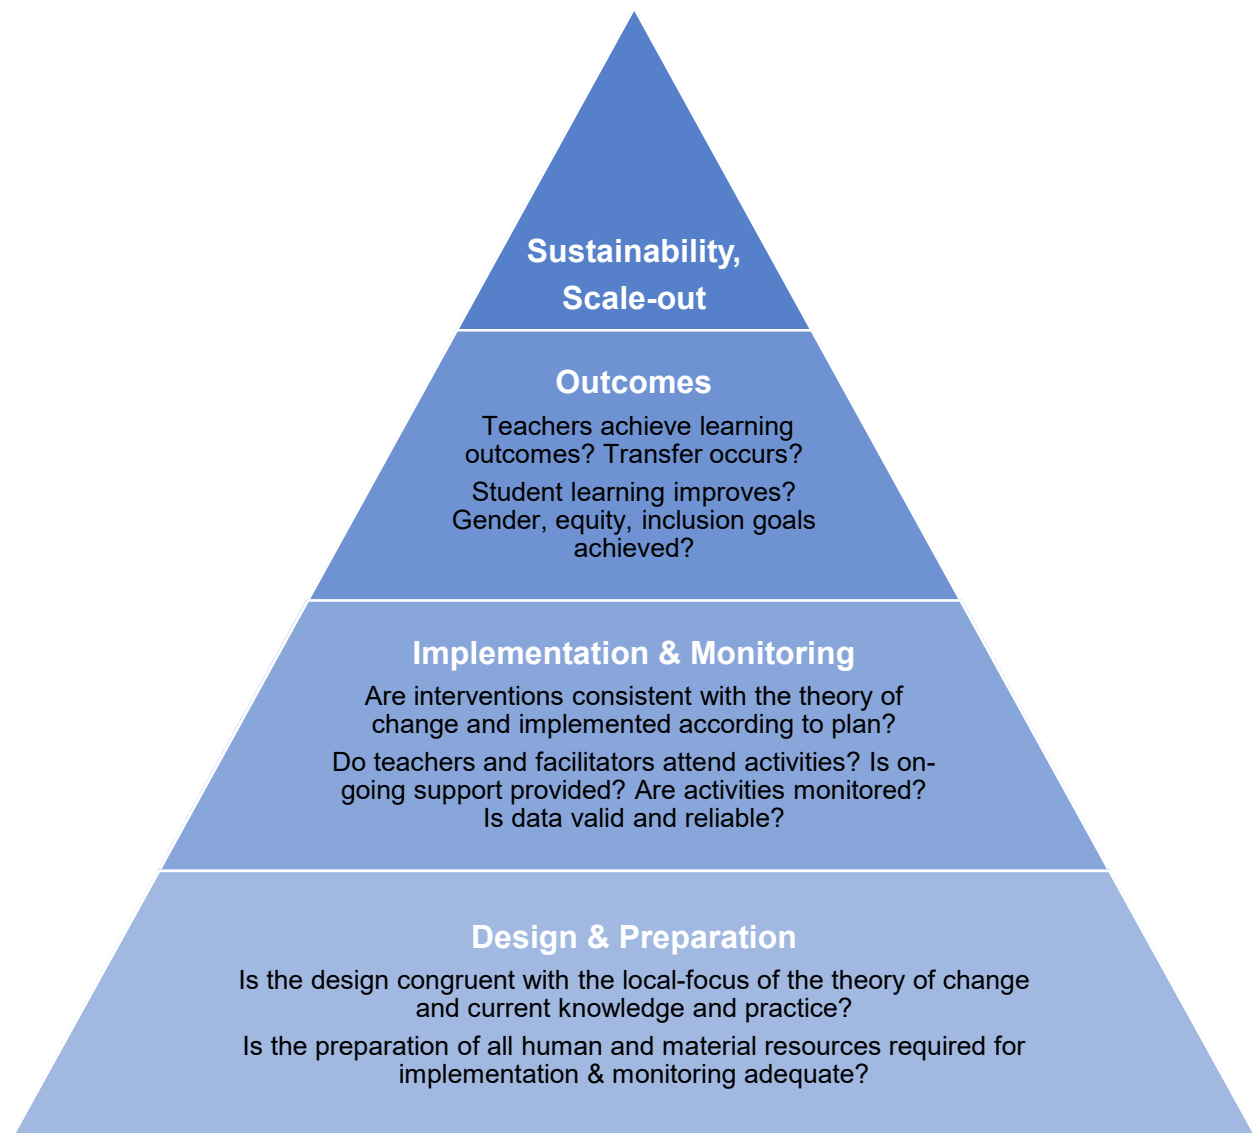 Sustainability,
Scale-out
Outcomes
Teachers achieve learning
outcomes? Transfer occurs?
Student learning improves?
Gender, equity, inclusion goals
achieved?
Implementation & Monitoring
Are interventions consistent with the theory of
change and implemented according to plan?
Do teachers and facilitators attend activities? Is on-
going support provided? Are activities monitored?
Is data valid and reliable?
Design & Preparation
Is the design congruent with the local-focus of the theory of change
and current knowledge and practice?
Is the preparation of all human and material resources required for
implementation & monitoring adequate?